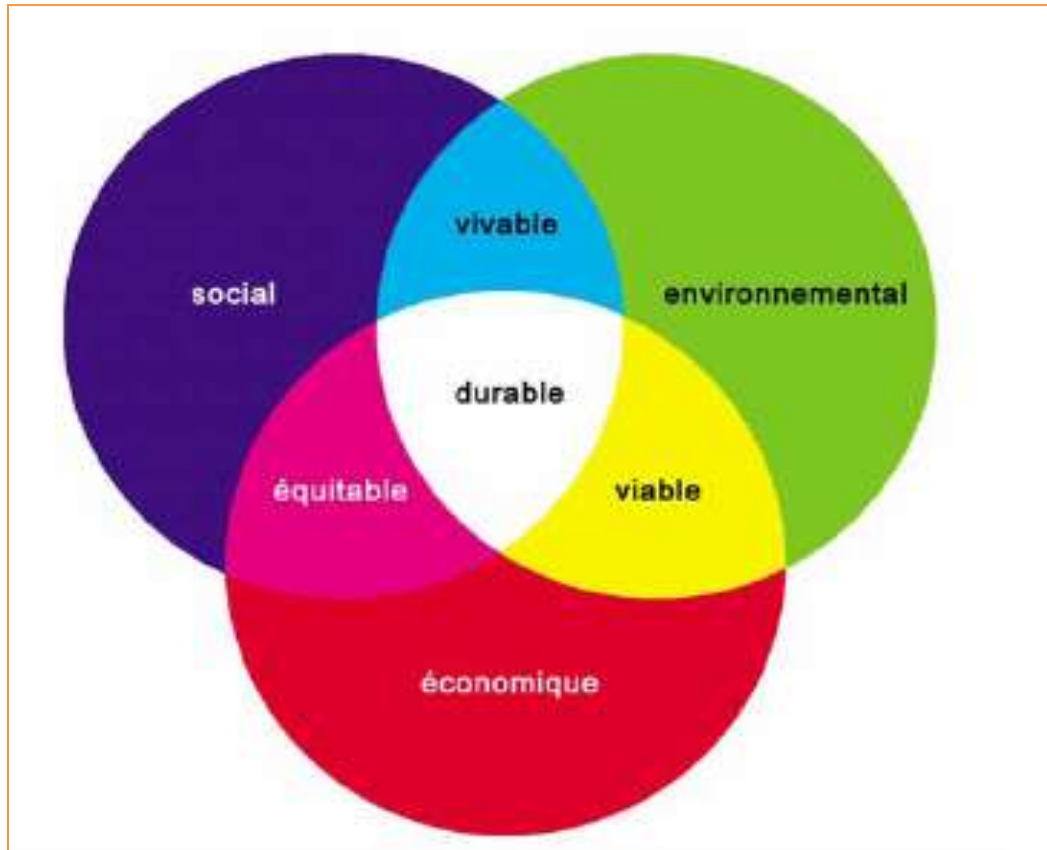 vivable
social
environnemental
durable
équitable
viable
économique